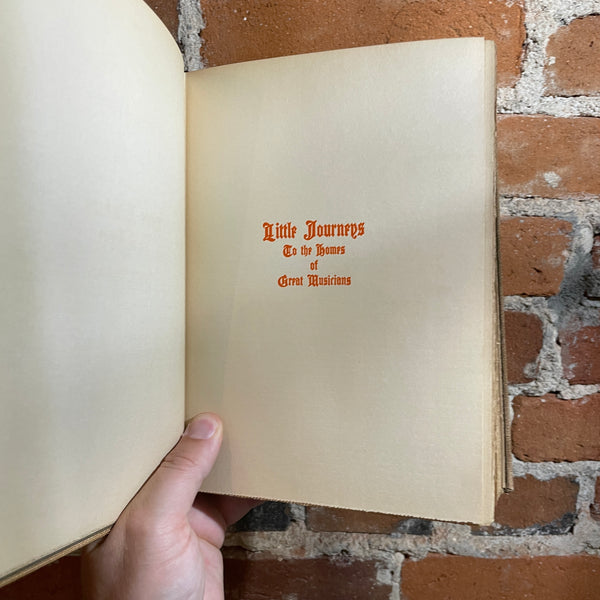 Little Journeys
To the Homes
of
Great Musicians